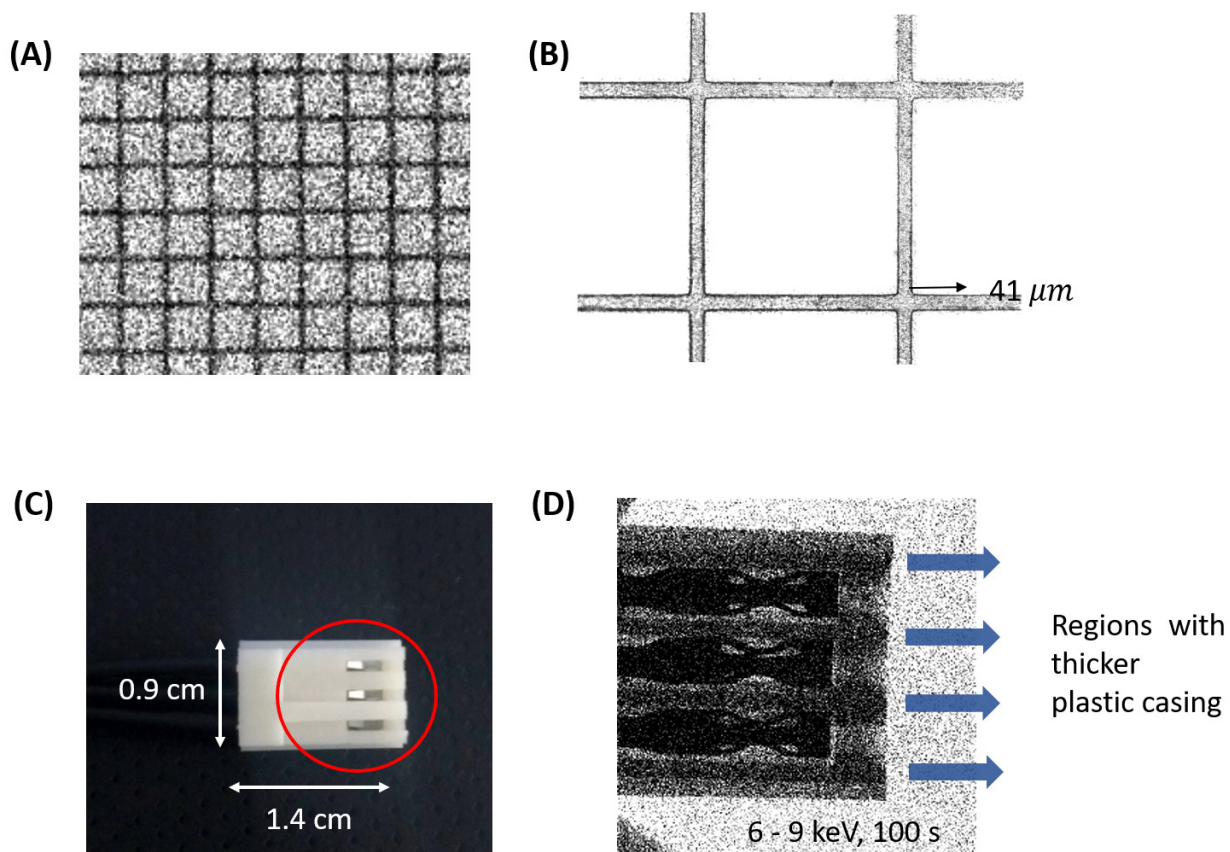 (A)
(B)
41 μm
(C)
(D)
0.9 cm
1.4 cm
Regions with
thicker
plastic casing
6 - 9 keV, 100 s